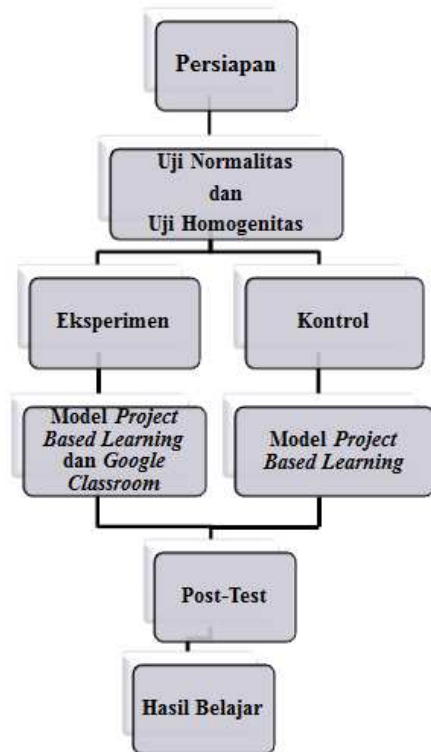 Persiapan
Uji Normalitas
dan
Uji Homogenitas
Eksperimen
Kontrol
Model Project
Based Learning
dan Google
Classroom
Model Project
Based Learning
Post-Test
Hasil Belajar